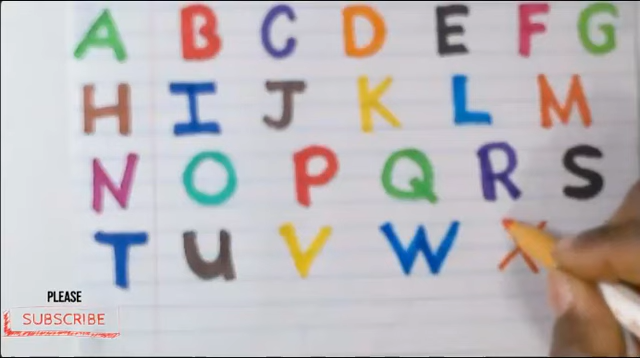 A B C D E F G
H I J K L M
N O P Q R S
T U V W X
PLEASE
SUBSCRIBE